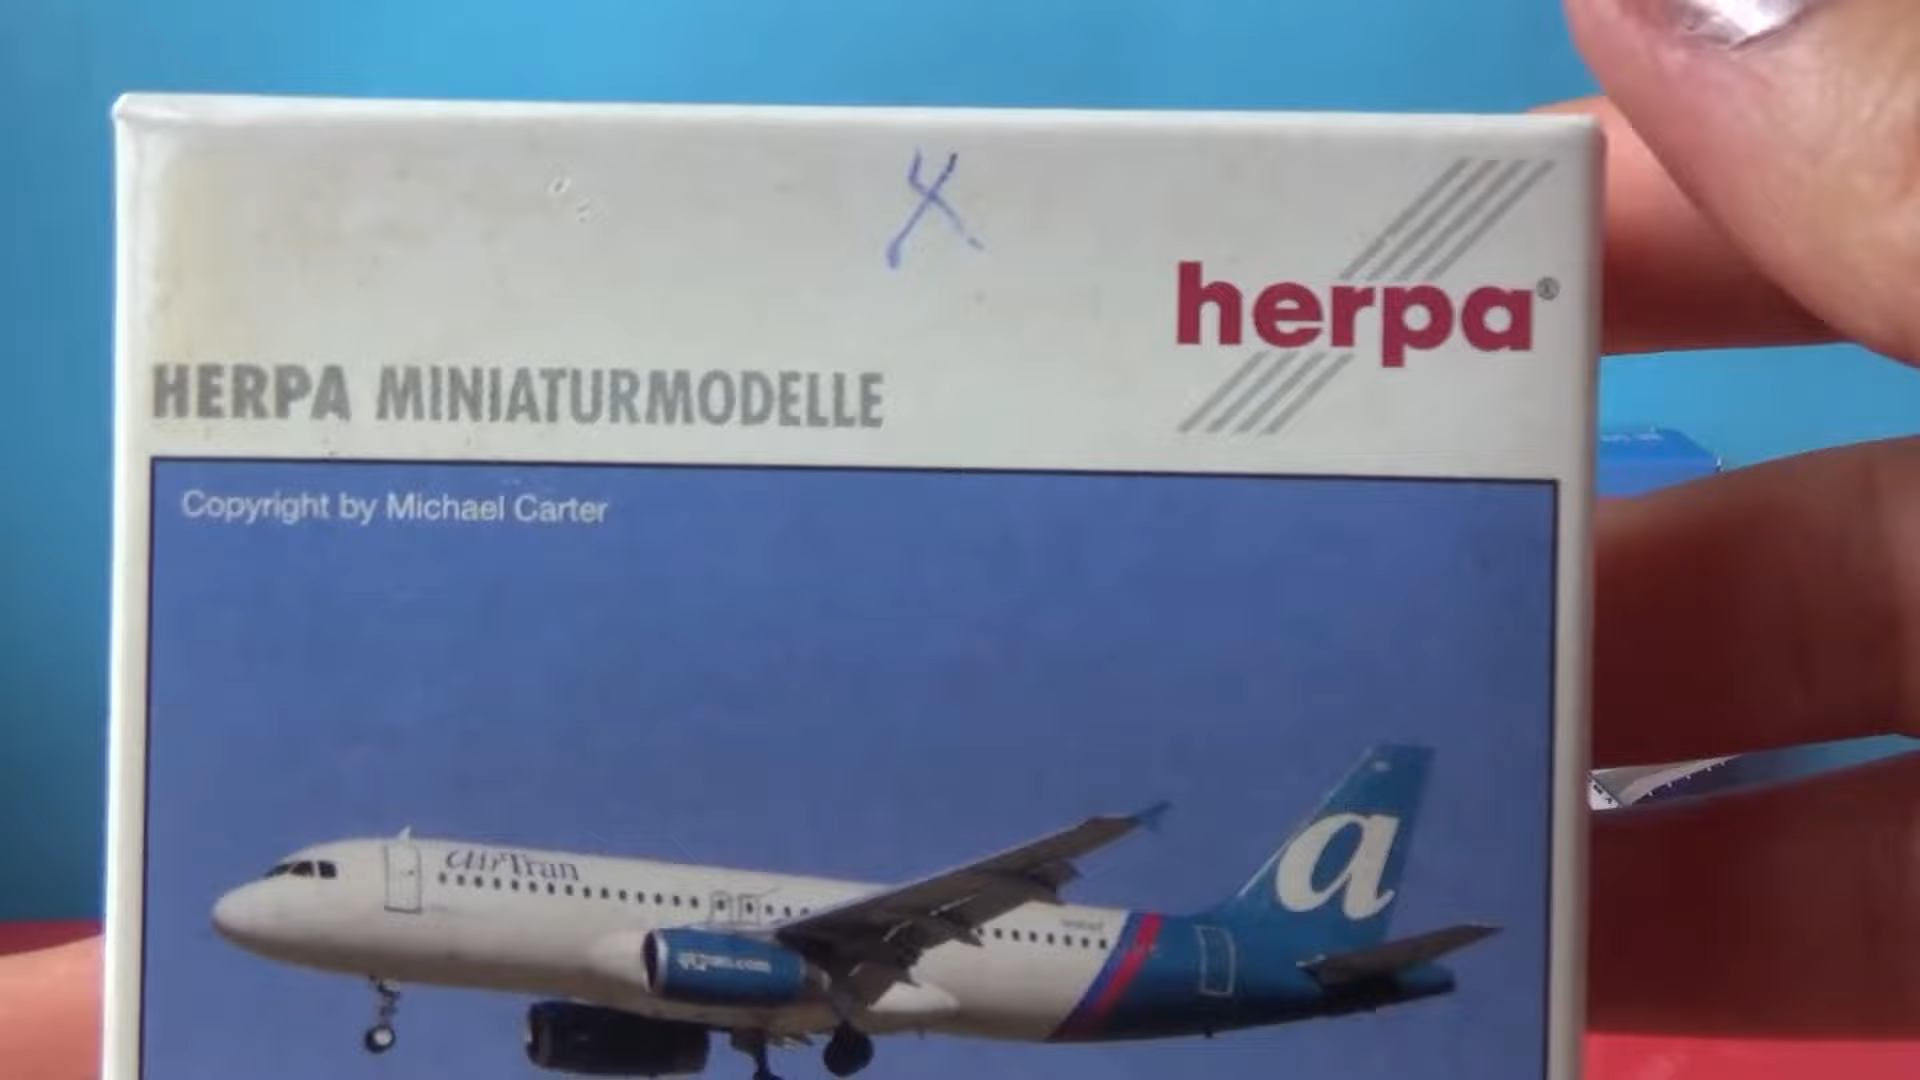 X
herpa®
HERPA MINIATURMODELLE
Copyright by Michael Carter
airTran
a